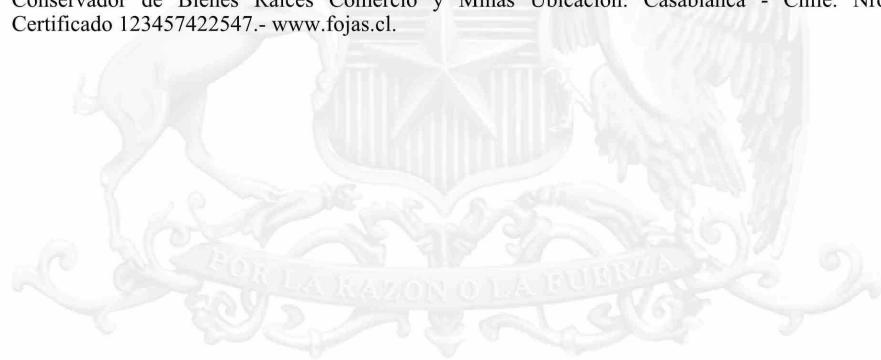 Conservador de Bienes Raíces Comercio y Minas Ubicación: Casablanca - Chile. Nro
Certificado 123457422547.- www.fojas.cl.
POR LA RAZON O LA FUERZA